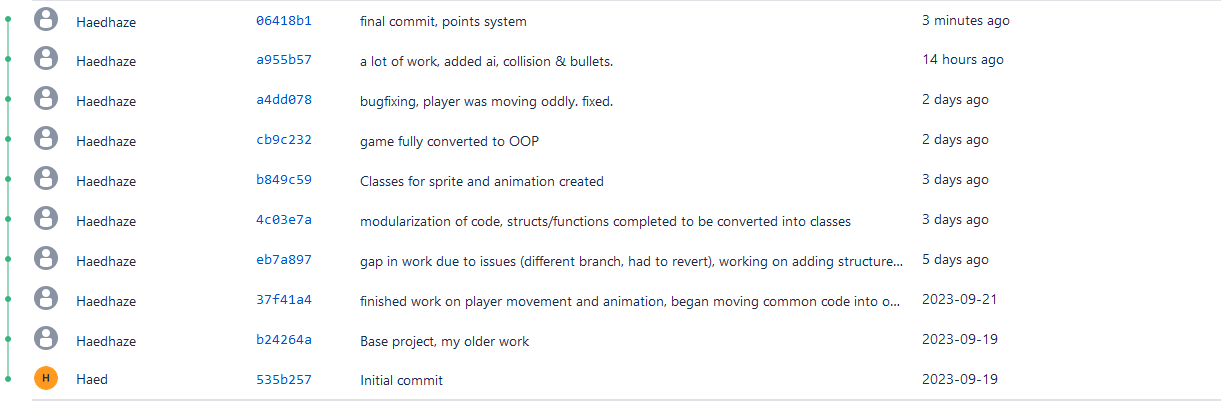 Haedhaze 06418b1 final commit, points system 3 minutes ago
Haedhaze a955b57 a lot of work, added ai, collision & bullets. 14 hours ago
Haedhaze a4dd078 bugfixing, player was moving oddly. fixed. 2 days ago
Haedhaze cb9c232 game fully converted to OOP 2 days ago
Haedhaze b849c59 Classes for sprite and animation created 3 days ago
Haedhaze 4c03e7a modularization of code, structs/functions completed to be converted into classes 3 days ago
Haedhaze eb7a897 gap in work due to issues (different branch, had to revert), working on adding structure... 5 days ago
Haedhaze 37f41a4 finished work on player movement and animation, began moving common code into o... 2023-09-21
Haedhaze b24264a Base project, my older work 2023-09-19
H Haed 535b257 Initial commit 2023-09-19